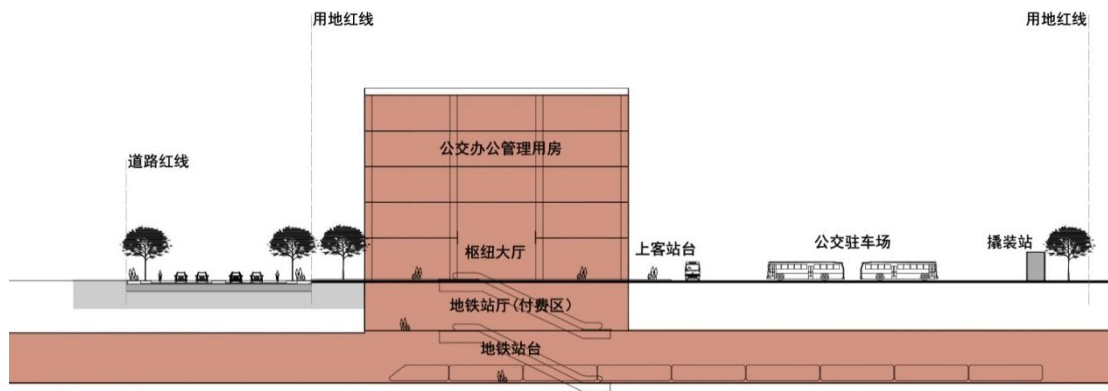 用地红线
用地红线
公交办公管理用房
道路红线
枢纽大厅
上客站台
公交驻车场
撬装站
地铁站厅(付费区)
地铁站台